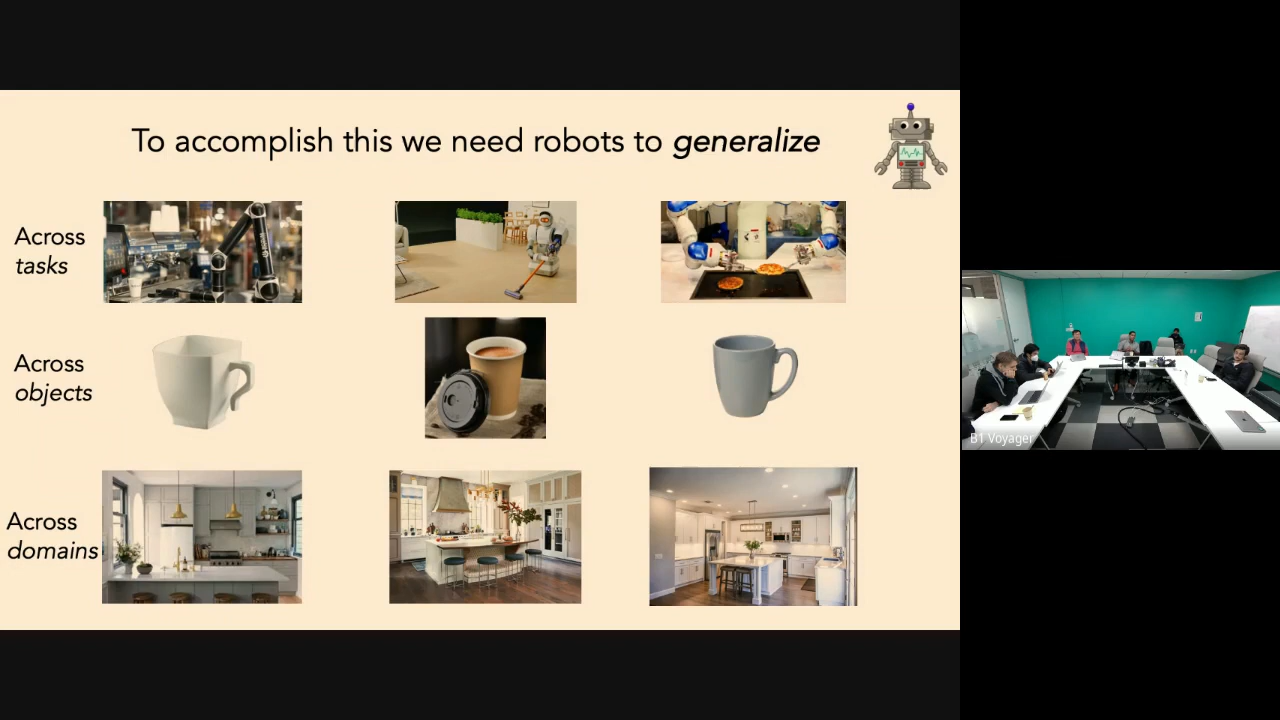 To accomplish this we need robots to generalize
Across
tasks
Across
objects
Across
domains
B1 Voyager